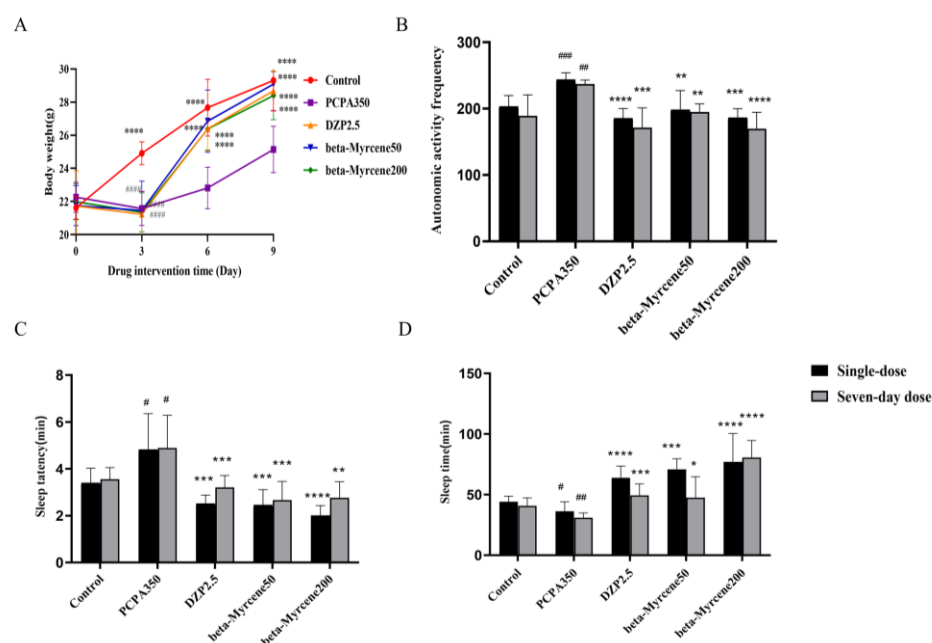 A
30
28
26
24
22
20
Body weight(g)
0
3
6
9
Drug intervention time (Day)
****
****
****
****
****
****
****
****
****
####
####
####
Control
PCPA350
DZP2.5
beta-Myrcene50
beta-Myrcene200
B
300
200
100
0
Autonomic activity frequency
###
##
****
***
**
**
***
****
Control
PCPA350
DZP2.5
beta-Myrcene50
beta-Myrcene200
C
8
6
4
2
0
Sleep tatency(min)
#
#
***
***
***
***
****
**
Control
PCPA350
DZP2.5
beta-Myrcene50
beta-Myrcene200
D
150
100
50
0
Sleep time(min)
#
##
****
***
***
*
****
****
Control
PCPA350
DZP2.5
beta-Myrcene50
beta-Myrcene200
Single-dose
Seven-day dose